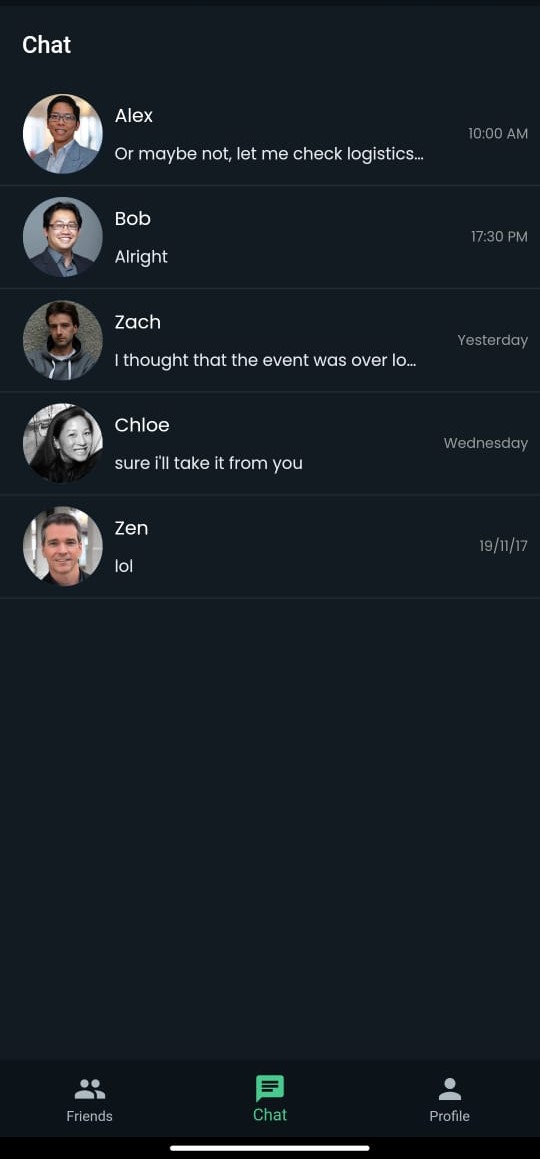 Chat
Alex
10:00 AM
Or maybe not, let me check logistics...
Bob
17:30 PM
Alright
Zach
Yesterday
I thought that the event was over lo...
Chloe
Wednesday
sure i'll take it from you
Zen
19/11/17
lol
Friends
Chat
Profile